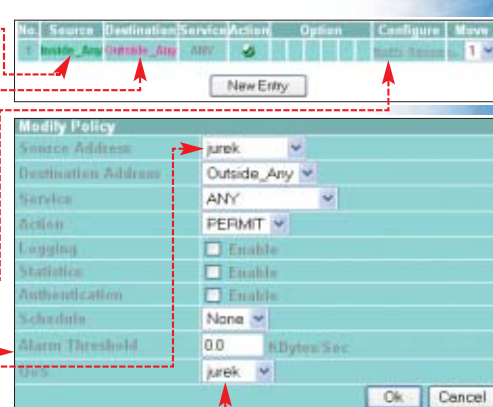 No. Source Destination Service Action Option Configure Move
1 Inside_Any Outside_Any ANY 1
New Entry
Modify Policy
Source Address jurek
Destination Address Outside_Any
Service ANY
Action PERMIT
Logging Enable
Statistics Enable
Authentication Enable
Schedule None
Alarm Threshold 0.0 KBytes/Sec
QoS jurek
Ok Cancel